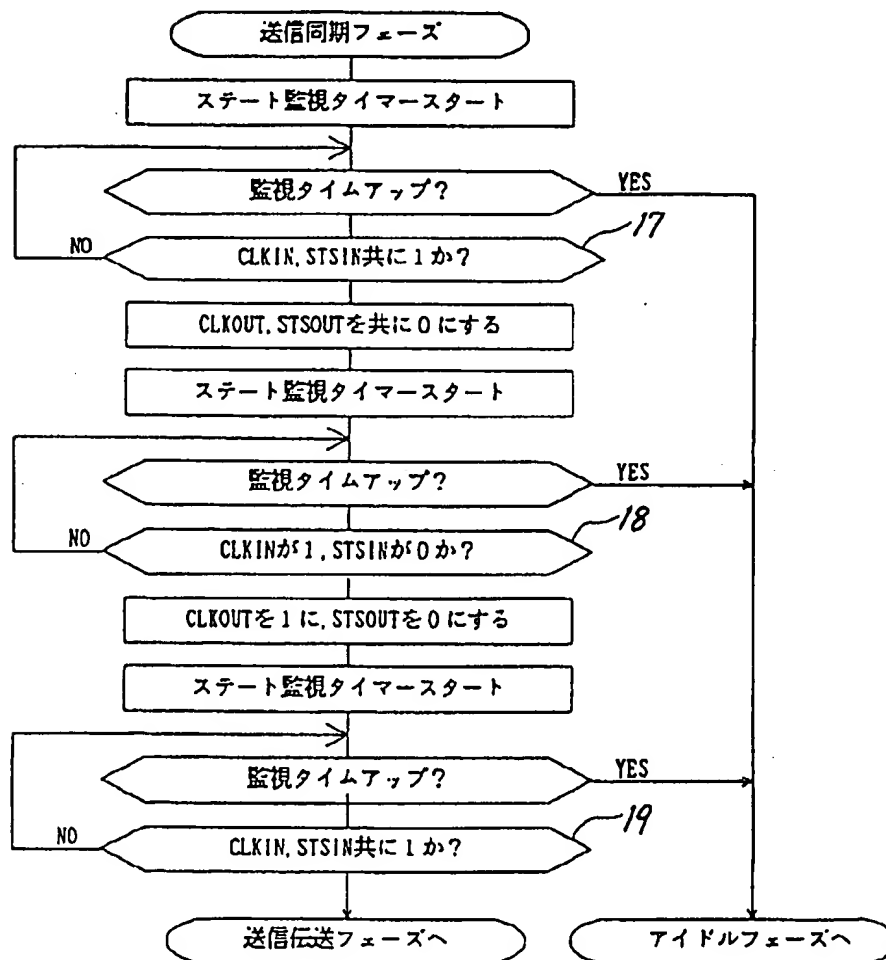 送信同期フェーズ
ステート監視タイマースタート
監視タイムアップ?
YES
17
NO
CLKIN, STSIN共に1か?
CLKOUT, STSOUTを共に0にする
ステート監視タイマースタート
監視タイムアップ?
YES
18
NO
CLKINが1, STSINが0か?
CLKOUTを1に, STSOUTを0にする
ステート監視タイマースタート
監視タイムアップ?
YES
19
NO
CLKIN, STSIN共に1か?
送信伝送フェーズへ
アイドルフェーズへ